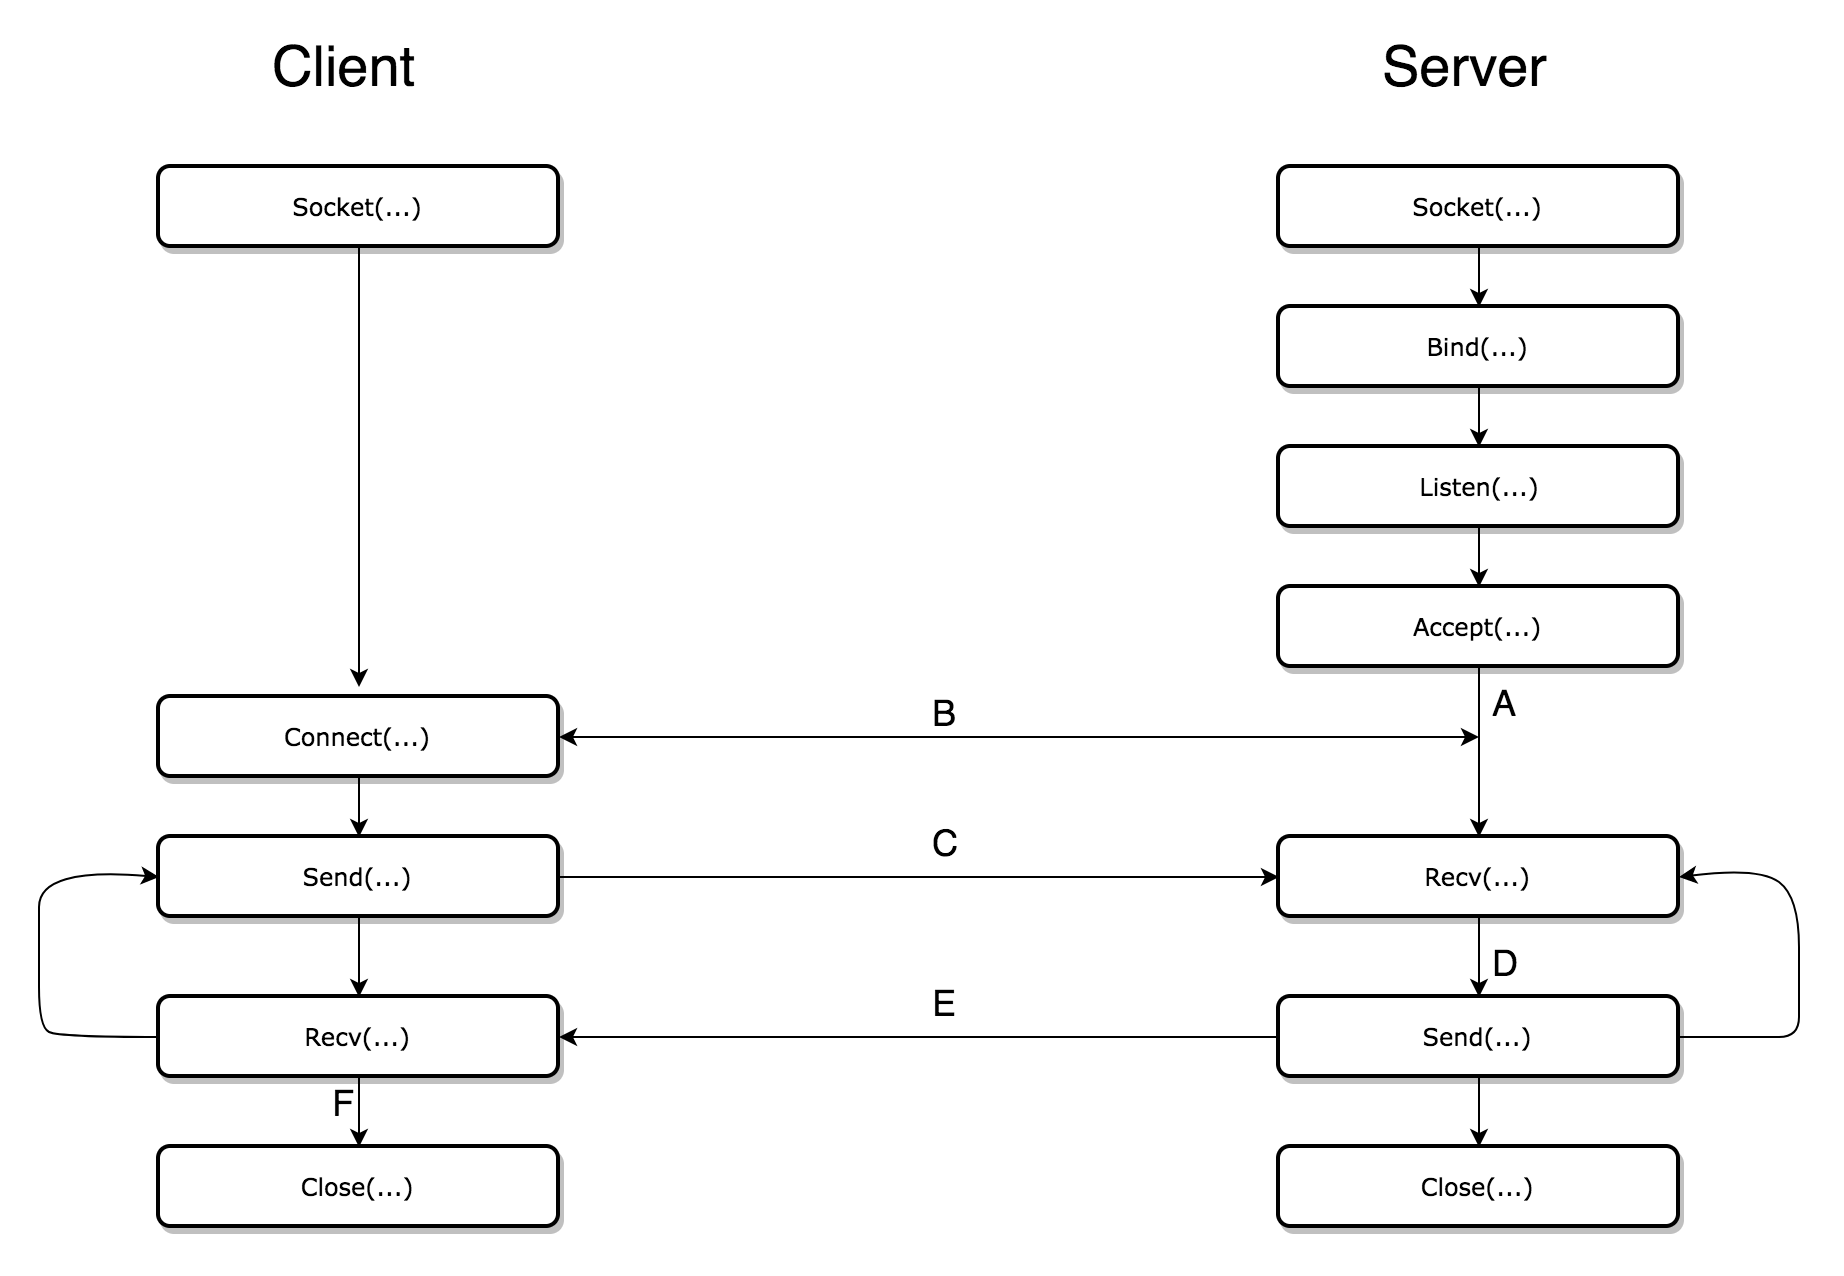 Client
Server
Socket(...)
Socket(...)
Bind(...)
Listen(...)
Accept(...)
A
B
Connect(...)
C
Send(...)
Recv(...)
D
E
Recv(...)
Send(...)
F
Close(...)
Close(...)